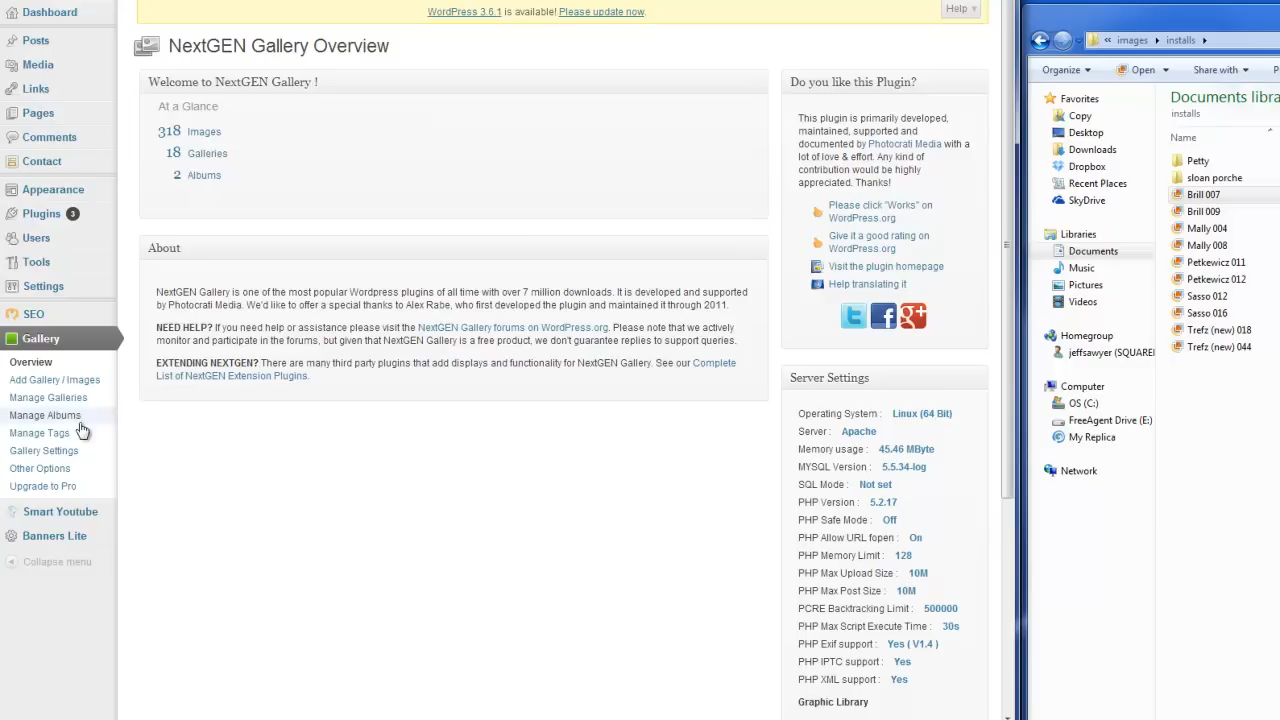 Dashboard
Posts
Media
Links
Pages
Comments
Contact
Appearance
Plugins 3
Users
Tools
Settings
SEO
Gallery
Overview
Add Gallery / Images
Manage Galleries
Manage Albums
Manage Tags
Gallery Settings
Other Options
Upgrade to Pro
Smart Youtube
Banners Lite
Collapse menu
WordPress 3.6.1 is available! Please update now.
Help
NextGEN Gallery Overview
Welcome to NextGEN Gallery !
At a Glance
318 Images
18 Galleries
2 Albums
About
NextGEN Gallery is one of the most popular Wordpress plugins of all time with over 7 million downloads. It is developed and supported
by Photocrati Media. We'd like to offer a special thanks to Alex Rabe, who first developed the plugin and maintained it through 2011.
NEED HELP? If you need help or assistance please visit the NextGEN Gallery forums on WordPress.org. Please note that we actively
monitor and participate in the forums, but given that NextGEN Gallery is a free product, we don't guarantee replies to support queries.
EXTENDING NEXTGEN? There are many third party plugins that add displays and functionality for NextGEN Gallery. See our Complete
List of NextGEN Extension Plugins.
Do you like this Plugin?
This plugin is primarily developed,
maintained, supported and
documented by Photocrati Media with a
lot of love & effort. Any kind of
contribution would be highly
appreciated. Thanks!
Please click "Works" on
WordPress.org
Give it a good rating on
WordPress.org
Visit the plugin homepage
Help translating it
Server Settings
Operating System : Linux (64 Bit)
Server : Apache
Memory usage : 45.46 MByte
MYSQL Version : 5.5.34-log
SQL Mode : Not set
PHP Version : 5.2.17
PHP Safe Mode : Off
PHP Allow URL fopen : On
PHP Memory Limit : 128
PHP Max Upload Size : 10M
PHP Max Post Size : 10M
PCRE Backtracking Limit : 500000
PHP Max Script Execute Time : 30s
PHP Exif support : Yes ( V1.4 )
PHP IPTC support : Yes
PHP XML support : Yes
Graphic Library
« images installs
Organize Open Share with P
Favorites
Copy
Desktop
Downloads
Dropbox
Recent Places
SkyDrive
Libraries
Documents
Music
Pictures
Videos
Homegroup
jeffsawyer (SQUARE
Computer
OS (C:)
FreeAgent Drive (E:)
My Replica
Network
Documents libra
installs
Name
Petty
sloan porche
Brill 007
Brill 009
Mally 004
Mally 008
Petkewicz 011
Petkewicz 012
Sasso 012
Sasso 016
Trefz (new) 018
Trefz (new) 044